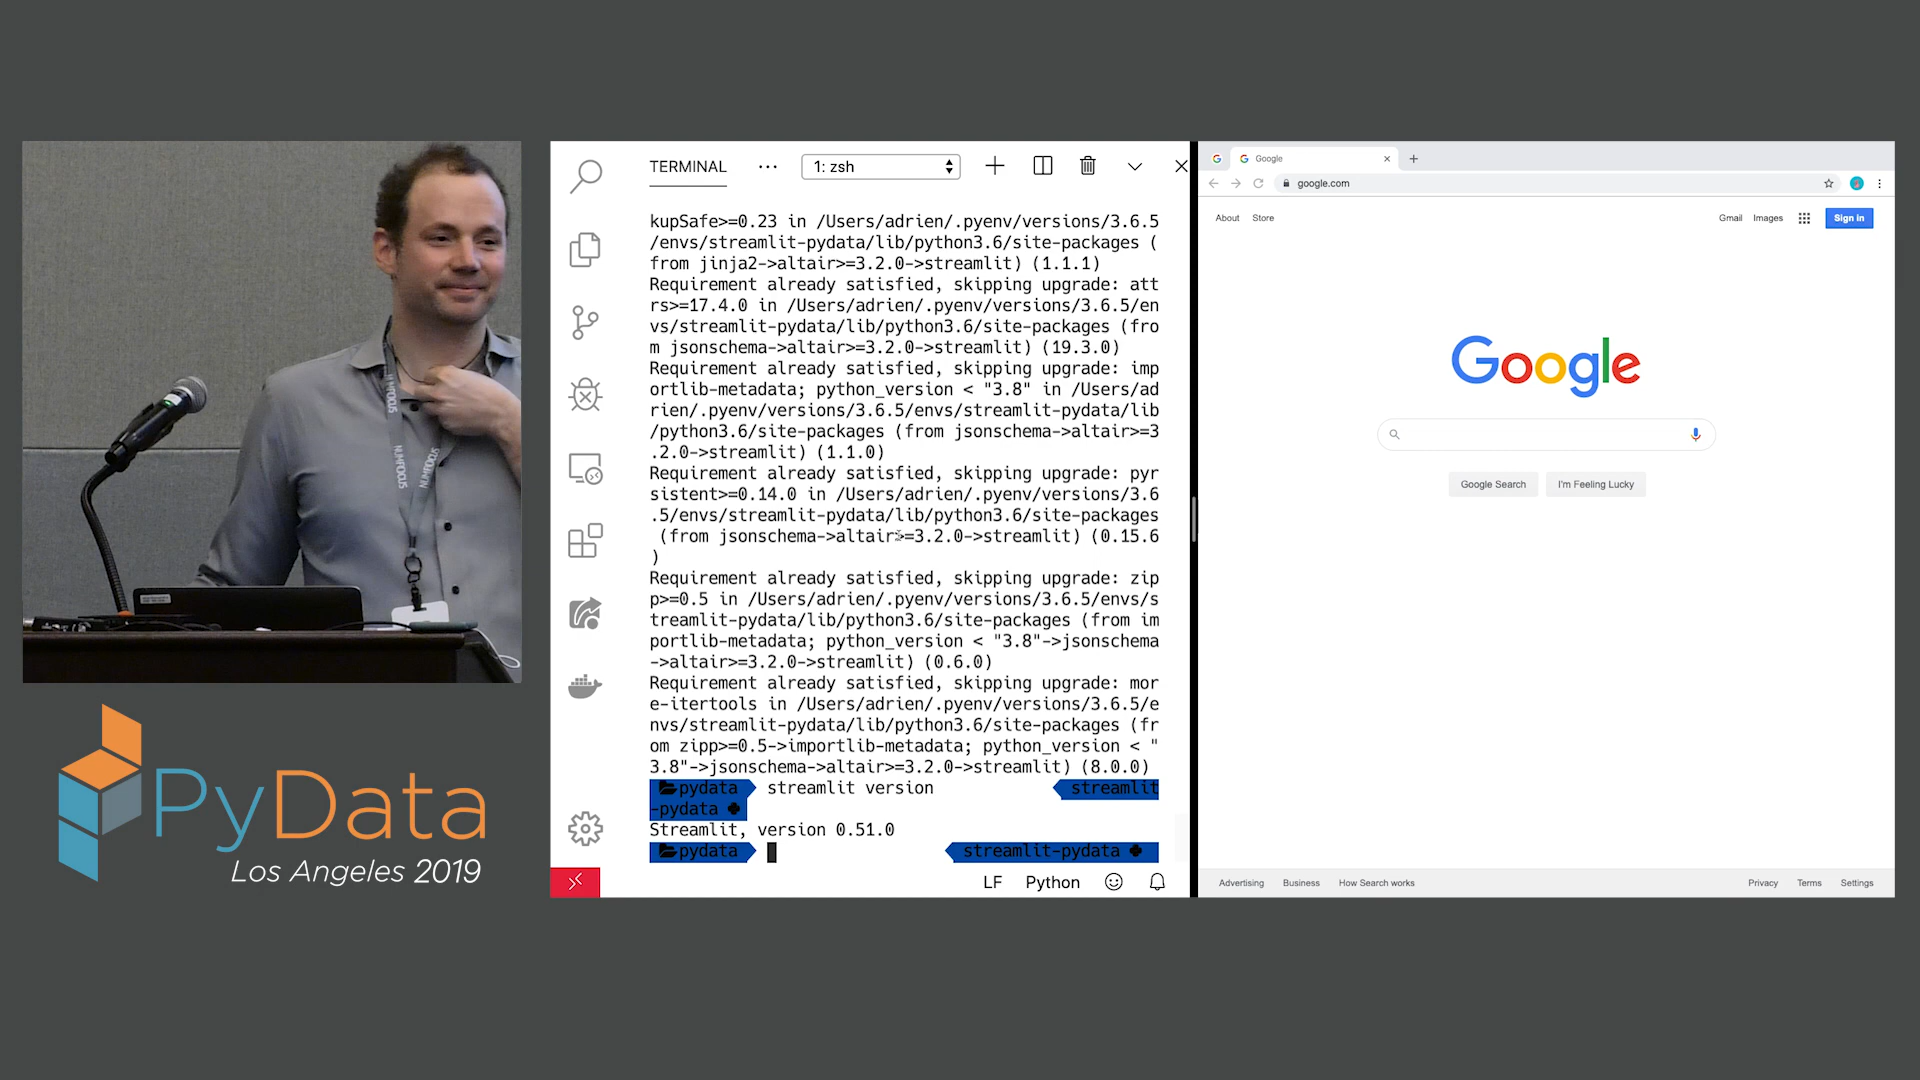 NUMFOCUS
NUMFOCUS
NUMFOCUS
PyData
Los Angeles 2019
TERMINAL
1: zsh
kupSafe>=0.23 in /Users/adrien/.pyenv/versions/3.6.5
/envs/streamlit-pydata/lib/python3.6/site-packages (
from jinja2->altair>=3.2.0->streamlit) (1.1.1)
Requirement already satisfied, skipping upgrade: att
rs>=17.4.0 in /Users/adrien/.pyenv/versions/3.6.5/en
vs/streamlit-pydata/lib/python3.6/site-packages (fro
m jsonschema->altair>=3.2.0->streamlit) (19.3.0)
Requirement already satisfied, skipping upgrade: imp
ortlib-metadata; python_version < "3.8" in /Users/ad
rien/.pyenv/versions/3.6.5/envs/streamlit-pydata/lib
/python3.6/site-packages (from jsonschema->altair>=3
.2.0->streamlit) (1.1.0)
Requirement already satisfied, skipping upgrade: pyr
sistent>=0.14.0 in /Users/adrien/.pyenv/versions/3.6
.5/envs/streamlit-pydata/lib/python3.6/site-packages
(from jsonschema->altair>=3.2.0->streamlit) (0.15.6
)
Requirement already satisfied, skipping upgrade: zip
p>=0.5 in /Users/adrien/.pyenv/versions/3.6.5/envs/s
treamlit-pydata/lib/python3.6/site-packages (from im
portlib-metadata; python_version < "3.8"->jsonschema
->altair>=3.2.0->streamlit) (0.6.0)
Requirement already satisfied, skipping upgrade: mor
e-itertools in /Users/adrien/.pyenv/versions/3.6.5/e
nvs/streamlit-pydata/lib/python3.6/site-packages (fr
om zipp>=0.5->importlib-metadata; python_version < "
3.8"->jsonschema->altair>=3.2.0->streamlit) (8.0.0)
pydata streamlit version streamlit
-pydata
Streamlit, version 0.51.0
pydata streamlit-pydata
LF Python
Google
google.com
About Store Gmail Images Sign in
Google
Google Search I'm Feeling Lucky
Advertising Business How Search works Privacy Terms Settings